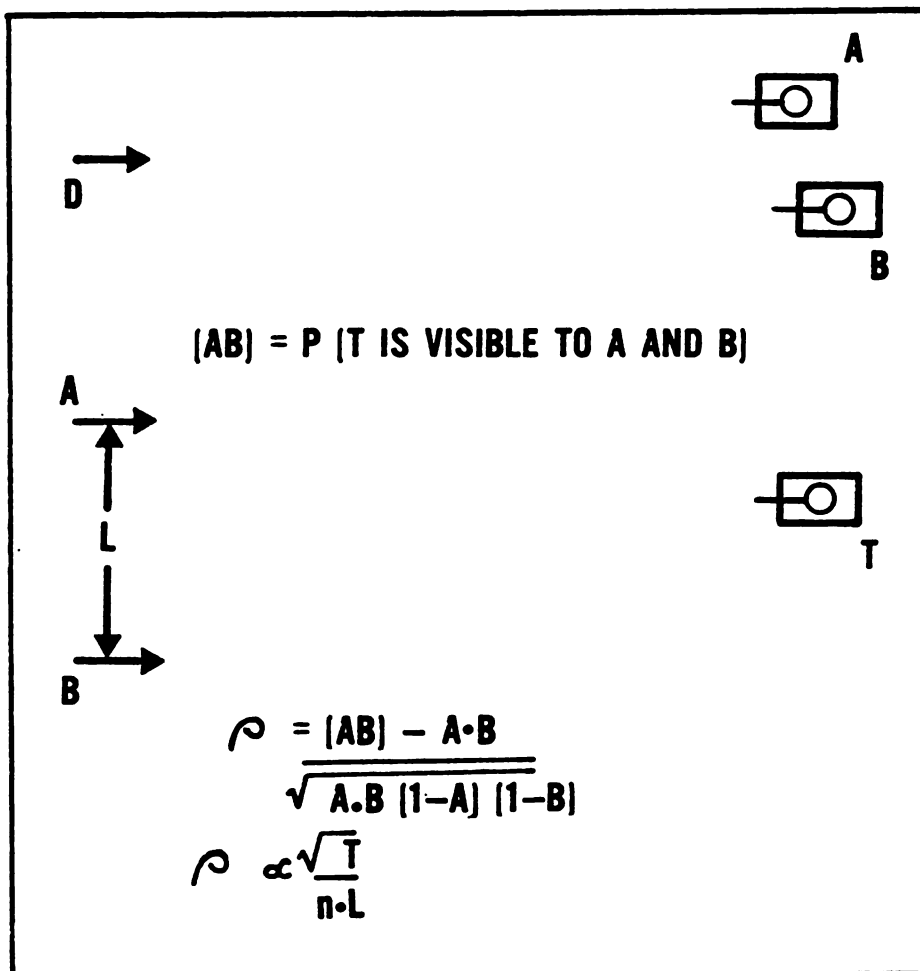 A
D
B
(AB) = P (T IS VISIBLE TO A AND B)
A
L
T
B
ρ = (AB) – A•B
√ A.B (1–A) (1–B)
ρ ∝ √T
n•L